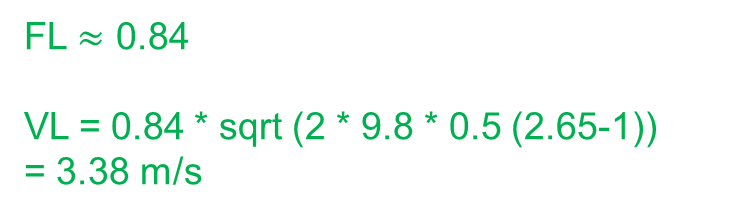 FL ≈ 0.84
VL = 0.84 * sqrt (2 * 9.8 * 0.5 (2.65-1))
= 3.38 m/s